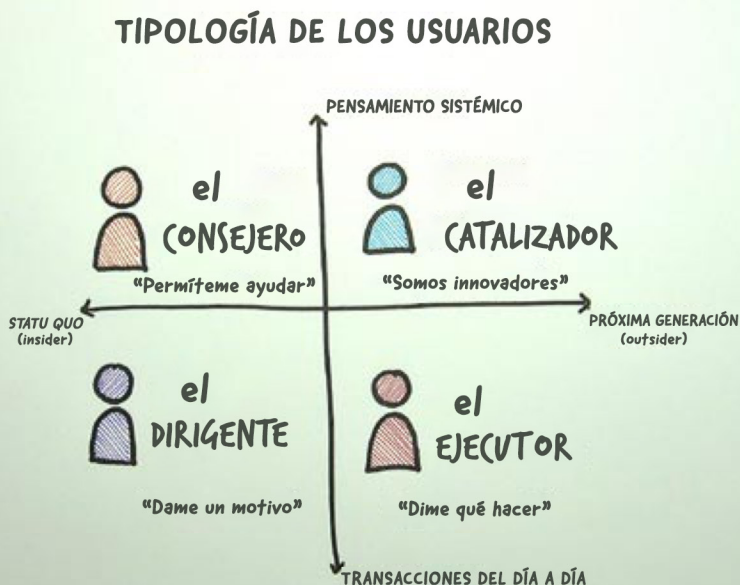 TIPOLOGÍA DE LOS USUARIOS
PENSAMIENTO SISTÉMICO
el
CONSEJERO
"Permíteme ayudar"
el
CATALIZADOR
"Somos innovadores"
STATU QUO
(insider)
PRÓXIMA GENERACIÓN
(outsider)
el
DIRIGENTE
"Dame un motivo"
el
EJECUTOR
"Dime qué hacer"
TRANSACCIONES DEL DÍA A DÍA